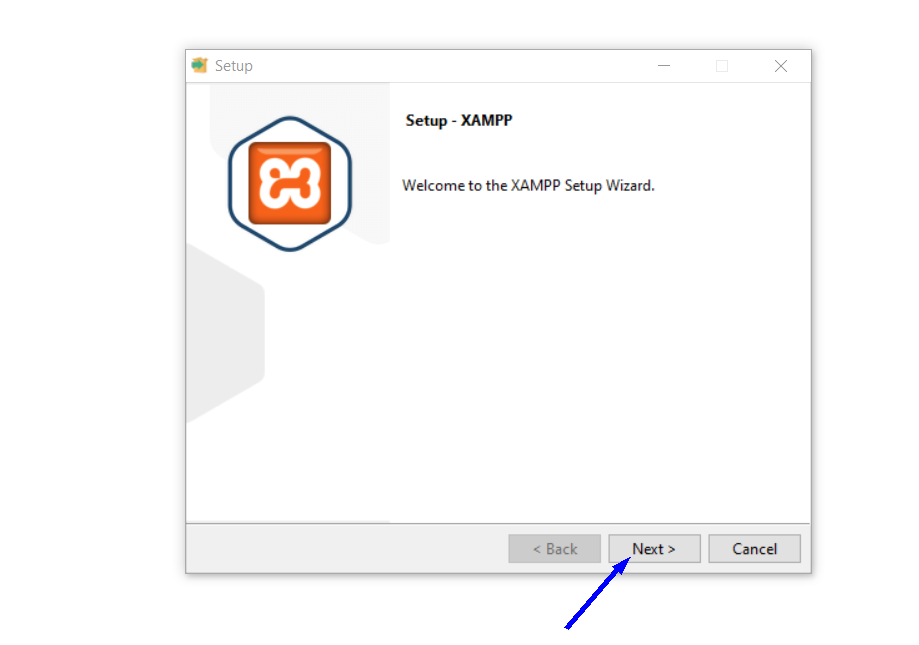 Setup
Setup - XAMPP
Welcome to the XAMPP Setup Wizard.
< Back
Next >
Cancel